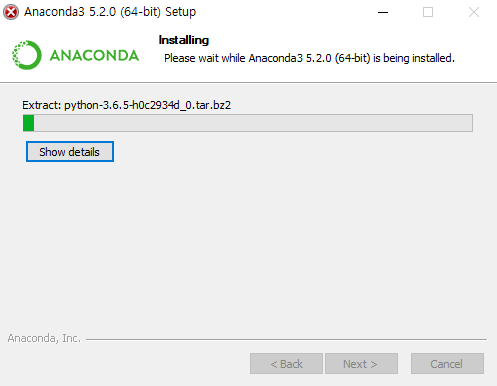 Anaconda3 5.2.0 (64-bit) Setup
ANACONDA
Installing
Please wait while Anaconda3 5.2.0 (64-bit) is being installed.
Extract: python-3.6.5-h0c2934d_0.tar.bz2
Show details
Anaconda, Inc.
< Back
Next >
Cancel